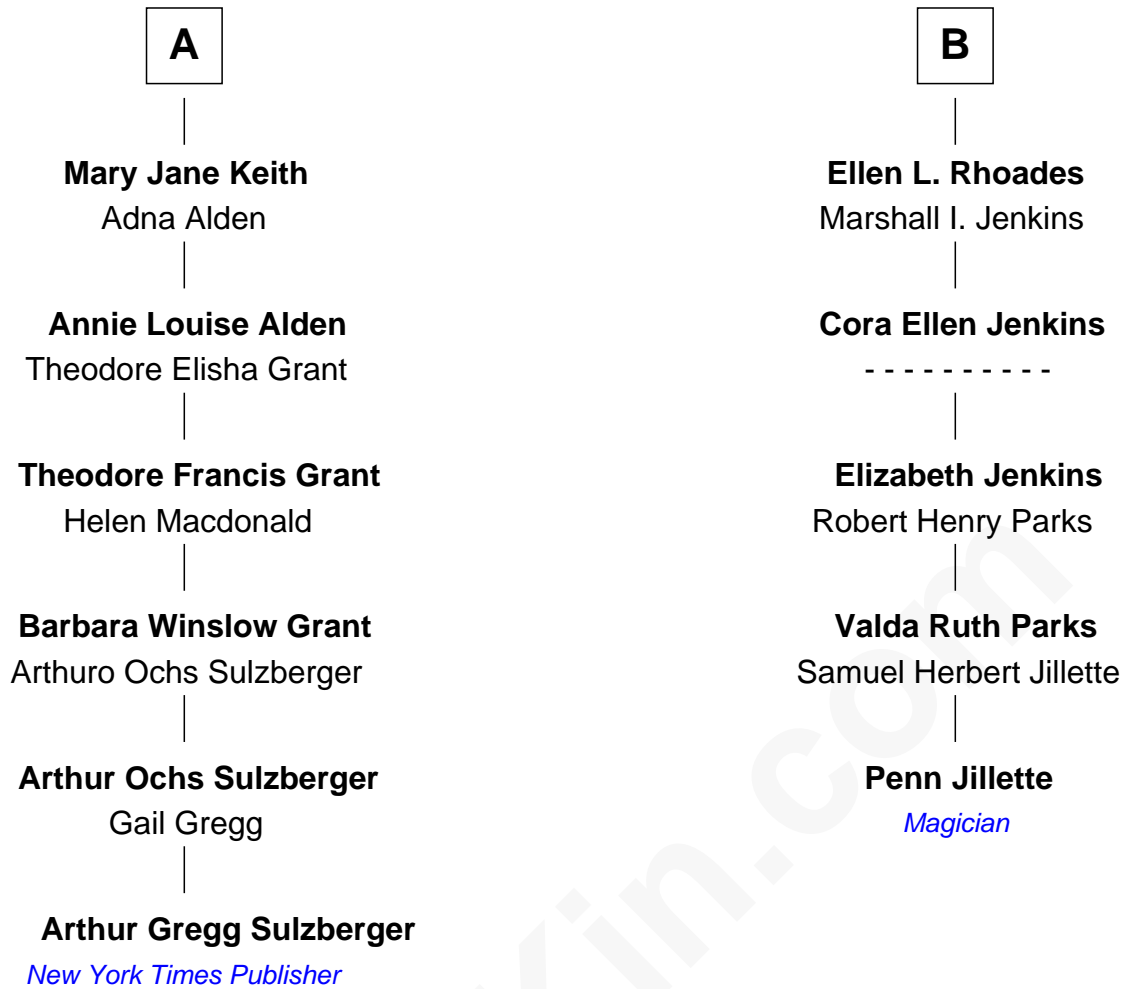 A
Mary Jane Keith
Adna Alden
Annie Louise Alden
Theodore Elisha Grant
Theodore Francis Grant
Helen Macdonald
Barbara Winslow Grant
Arthuro Ochs Sulzberger
Arthur Ochs Sulzberger
Gail Gregg
Arthur Gregg Sulzberger
New York Times Publisher
B
Ellen L. Rhoades
Marshall I. Jenkins
Cora Ellen Jenkins
- - - - - - - - - -
Elizabeth Jenkins
Robert Henry Parks
Valda Ruth Parks
Samuel Herbert Jillette
Penn Jillette
Magician
Kin.com